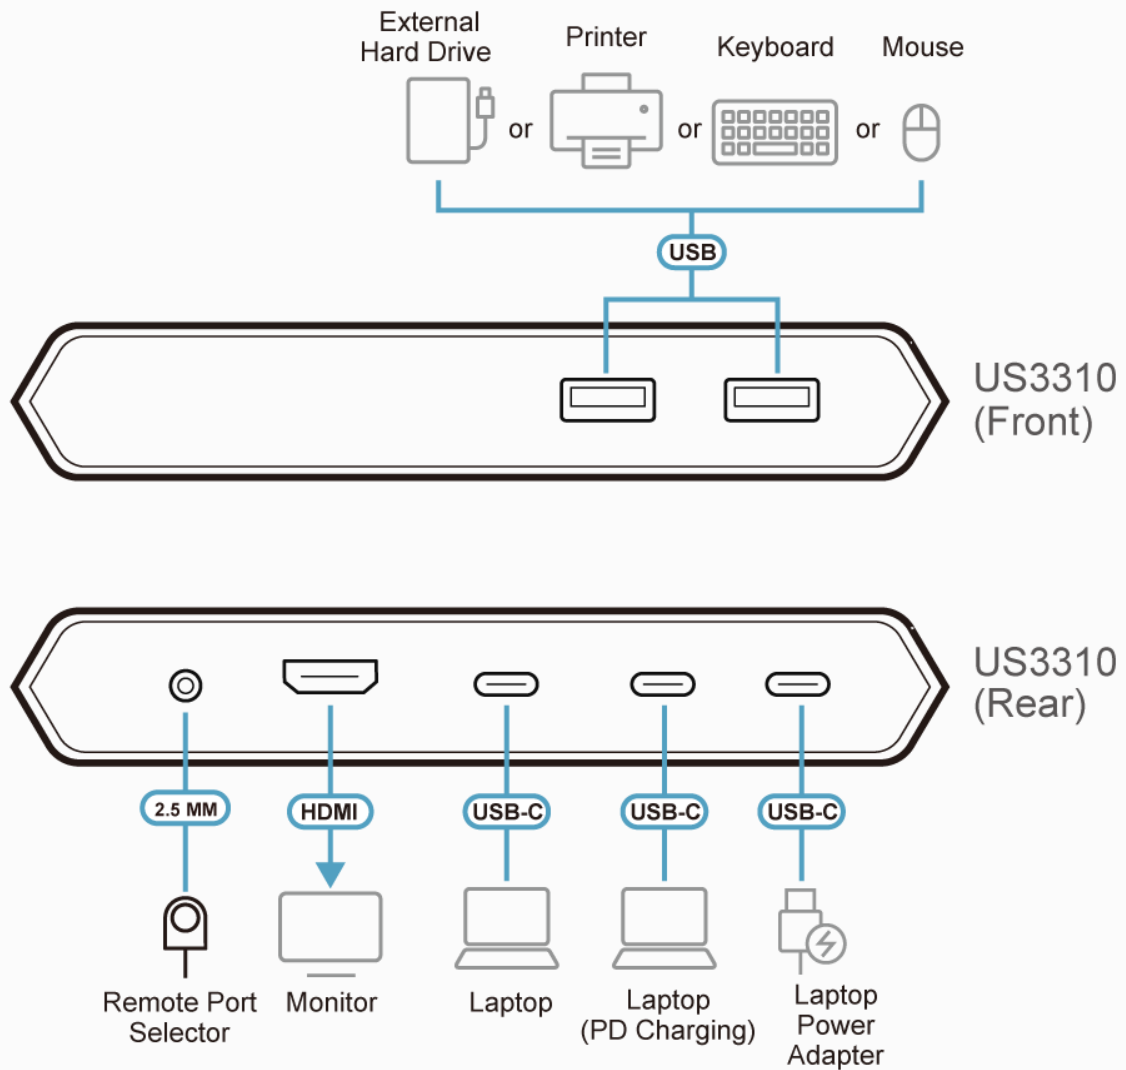 External
Hard Drive
Printer
Keyboard
Mouse
or
or
or
USB
US3310
(Front)
US3310
(Rear)
2.5 MM
HDMI
USB-C
USB-C
USB-C
Remote Port
Selector
Monitor
Laptop
Laptop
(PD Charging)
Laptop
Power
Adapter